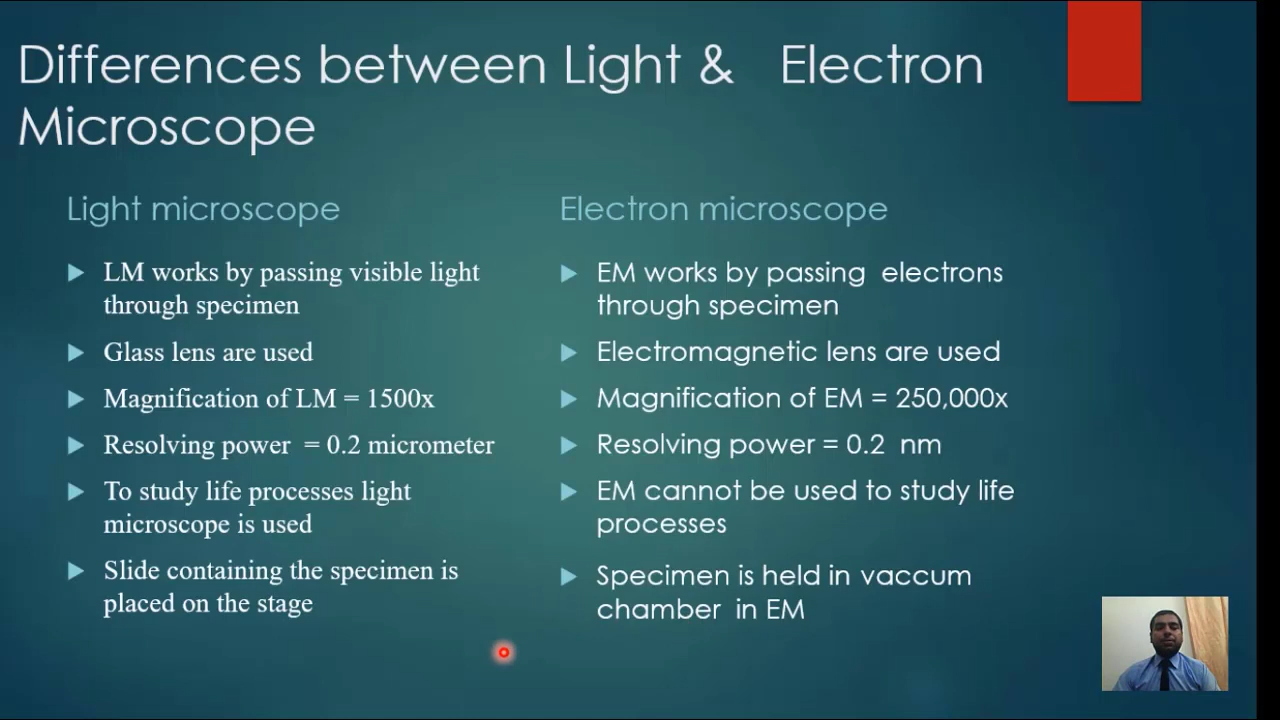 Differences between Light & Electron
Microscope
Light microscope
LM works by passing visible light
through specimen
Glass lens are used
Magnification of LM = 1500x
Resolving power = 0.2 micrometer
To study life processes light
microscope is used
Slide containing the specimen is
placed on the stage
Electron microscope
EM works by passing electrons
through specimen
Electromagnetic lens are used
Magnification of EM = 250,000x
Resolving power = 0.2 nm
EM cannot be used to study life
processes
Specimen is held in vaccum
chamber in EM